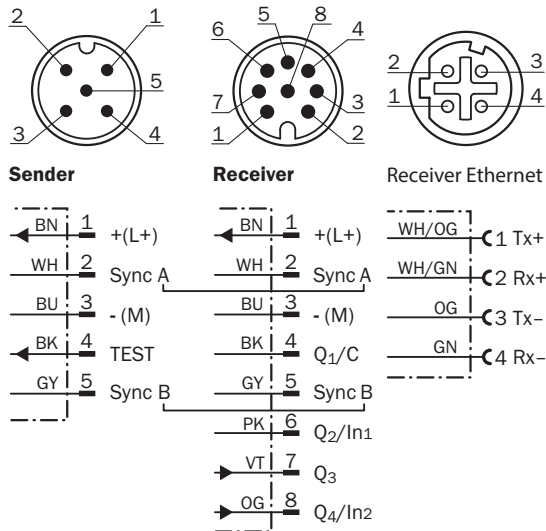 2 1
5
3 4
5 8
6 4
7 3
1 2
2 3
1 4
Sender
Receiver
Receiver Ethernet
BN 1 +(L+)
WH 2 Sync A
BU 3 - (M)
BK 4 TEST
GY 5 Sync B
BN 1 +(L+)
WH 2 Sync A
BU 3 - (M)
BK 4 Q1/C
GY 5 Sync B
PK 6 Q2/In1
VT 7 Q3
OG 8 Q4/In2
WH/OG 1 Tx+
WH/GN 2 Rx+
OG 3 Tx–
GN 4 Rx–